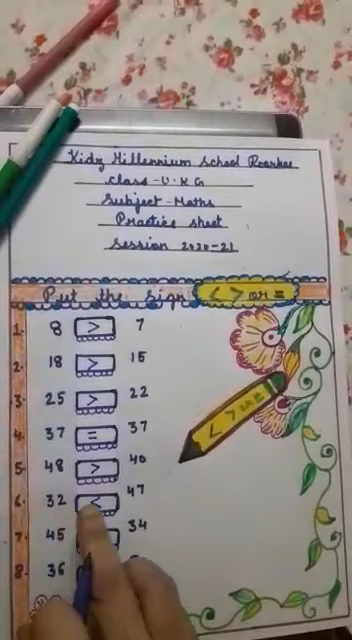 Kidz Millennium School Roorkee
Class - U.K.G
Subject - Maths
Practice sheet
Session 2020-21
Put the sign < > or =
1. 8 > 7
2. 18 > 15
3. 25 > 22
4. 37 = 37
5. 48 > 40
6. 32 < 47
7. 45 34
8. 36
< > or =